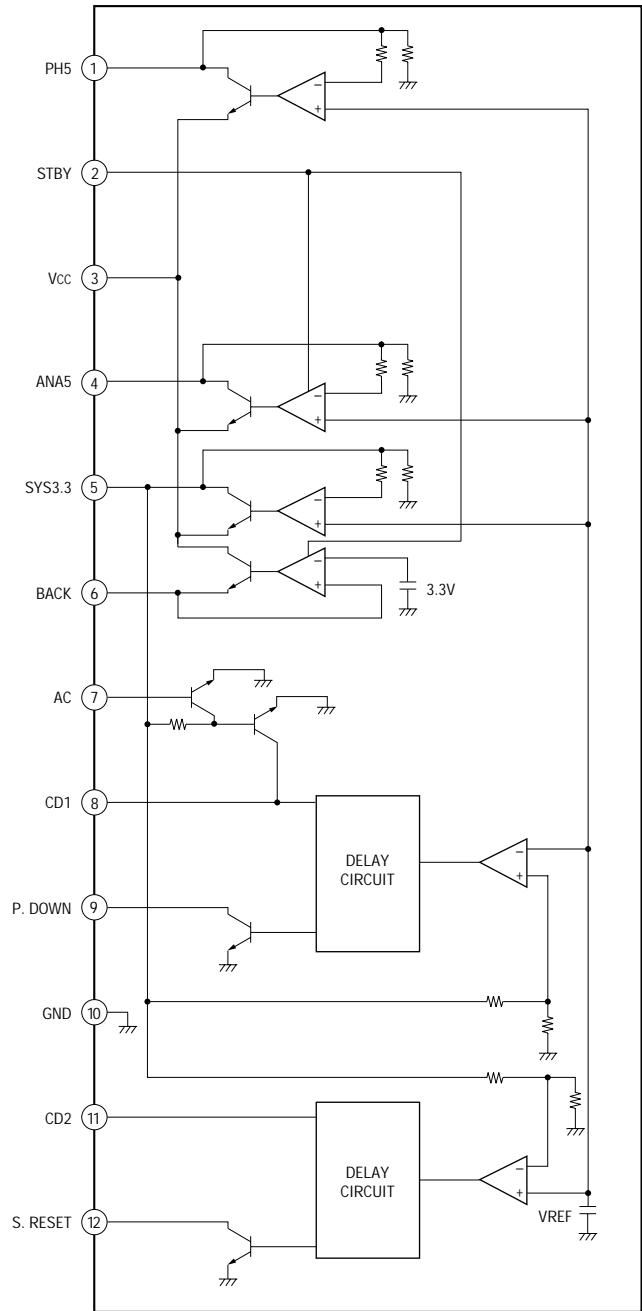 PH5 1
− +
STBY 2
Vcc 3
ANA5 4
− +
SYS3.3 5
− +
BACK 6
− +
3.3V
AC 7
CD1 8
DELAY
CIRCUIT
− +
P. DOWN 9
GND 10
CD2 11
DELAY
CIRCUIT
− +
VREF
S. RESET 12